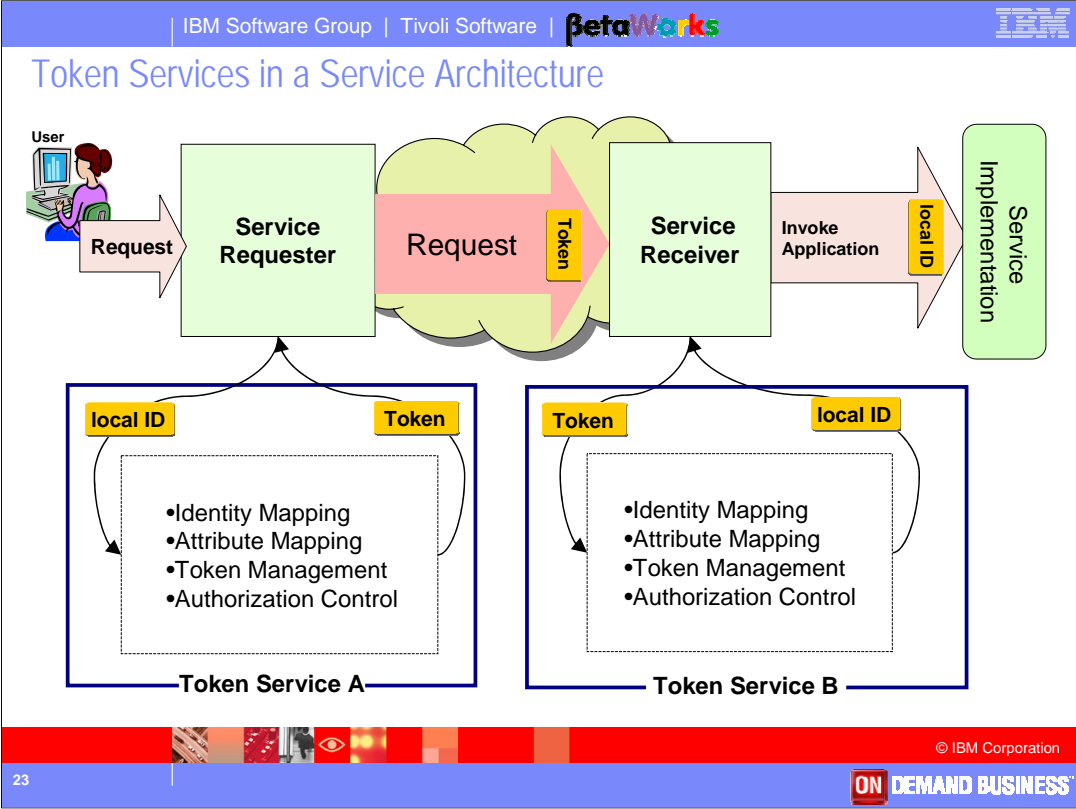 IBM Software Group | Tivoli Software | βetaWorks
IBM
Token Services in a Service Architecture
User
Request
Service
Requester
Request
Token
Service
Receiver
Invoke
Application
local ID
Service
Implementation
local ID
Token
•Identity Mapping
•Attribute Mapping
•Token Management
•Authorization Control
Token Service A
Token
local ID
•Identity Mapping
•Attribute Mapping
•Token Management
•Authorization Control
Token Service B
© IBM Corporation
23
ON DEMAND BUSINESS™